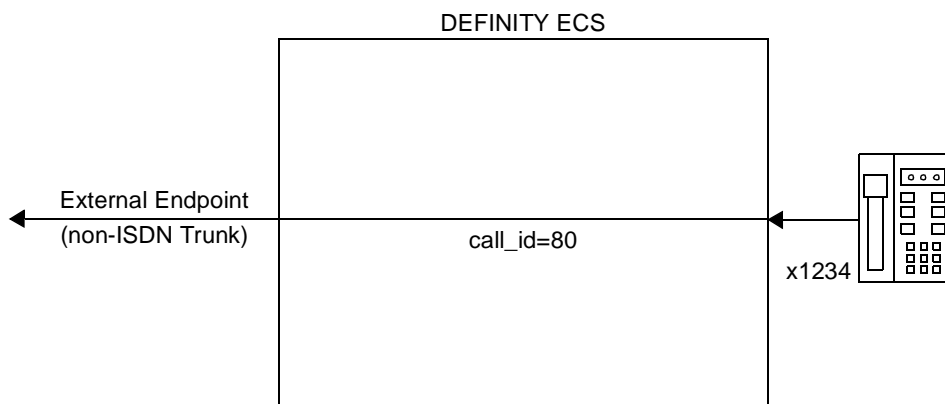 DEFINITY ECS
External Endpoint
(non-ISDN Trunk)
call_id=80
x1234